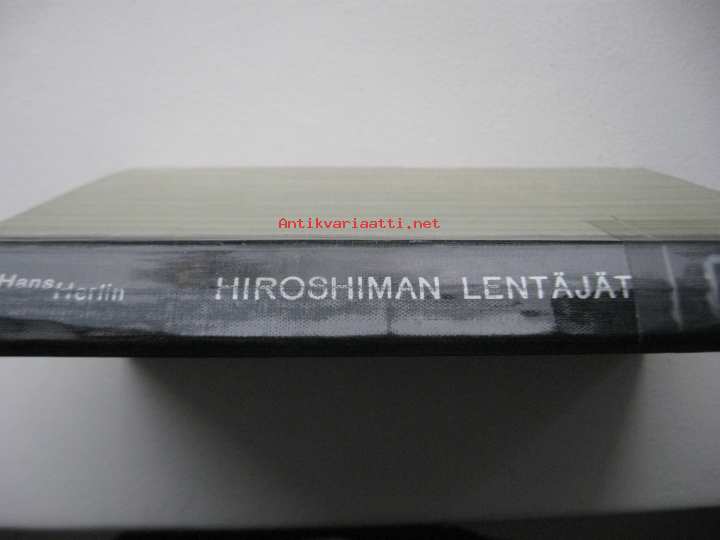 Antikvariaatti.net
Hans Herlin HIROSHIMAN LENTÄJÄT